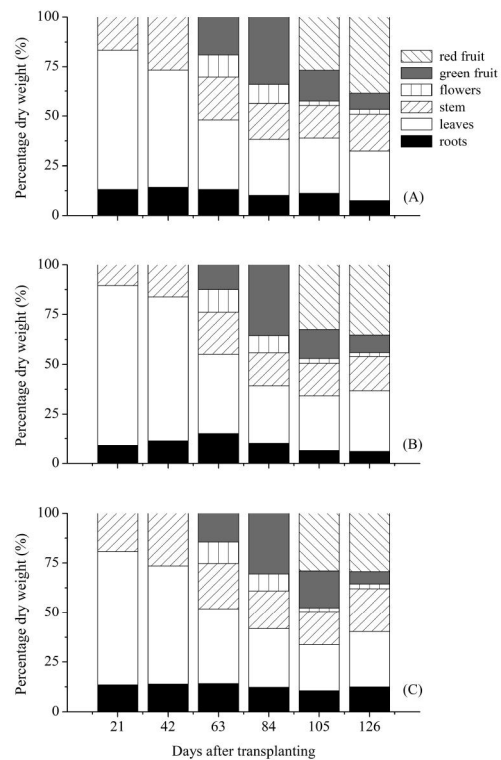 100
75
50
25
0
Percentage dry weight (%)
red fruit
green fruit
flowers
stem
leaves
roots
(A)
100
75
50
25
0
Percentage dry weight (%)
(B)
100
75
50
25
0
Percentage dry weight (%)
(C)
21 42 63 84 105 126
Days after transplanting